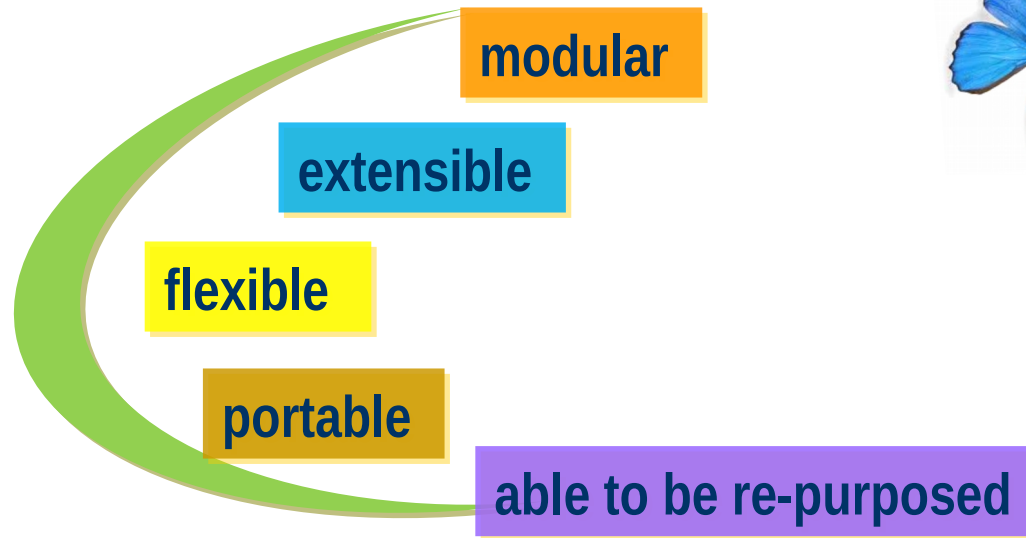 modular
extensible
flexible
portable
able to be re-purposed